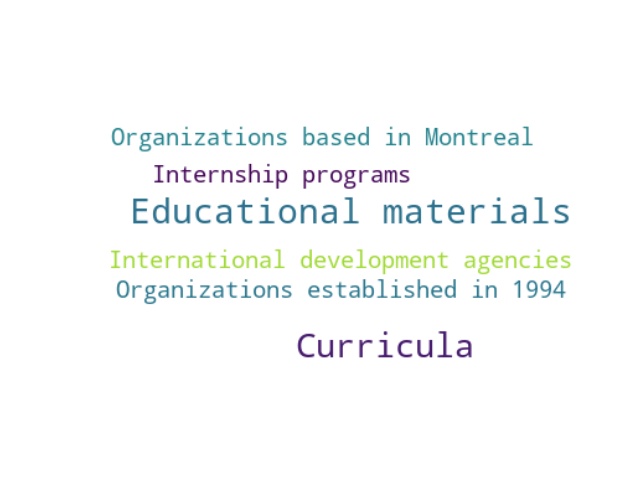 Organizations based in Montreal
Internship programs
Educational materials
International development agencies
Organizations established in 1994
Curricula